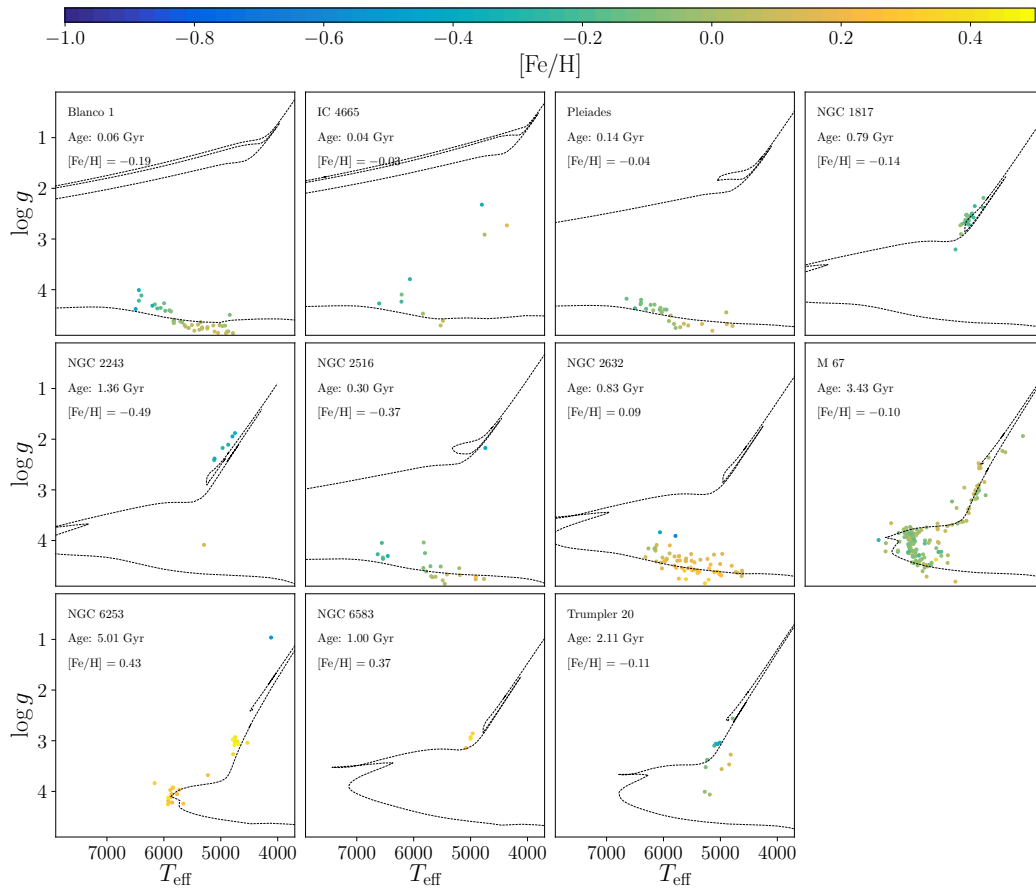 −1.0 −0.8 −0.6 −0.4 −0.2 0.0 0.2 0.4
[Fe/H]
Blanco 1
Age: 0.06 Gyr
[Fe/H] = −0.19
IC 4665
Age: 0.04 Gyr
[Fe/H] = −0.03
Pleiades
Age: 0.14 Gyr
[Fe/H] = −0.04
NGC 1817
Age: 0.79 Gyr
[Fe/H] = −0.14
log g
1
2
3
4
NGC 2243
Age: 1.36 Gyr
[Fe/H] = −0.49
NGC 2516
Age: 0.30 Gyr
[Fe/H] = −0.37
NGC 2632
Age: 0.83 Gyr
[Fe/H] = 0.09
M 67
Age: 3.43 Gyr
[Fe/H] = −0.10
log g
1
2
3
4
NGC 6253
Age: 5.01 Gyr
[Fe/H] = 0.43
NGC 6583
Age: 1.00 Gyr
[Fe/H] = 0.37
Trumpler 20
Age: 2.11 Gyr
[Fe/H] = −0.11
log g
1
2
3
4
7000 6000 5000 4000
7000 6000 5000 4000
7000 6000 5000 4000
T_eff
T_eff
T_eff